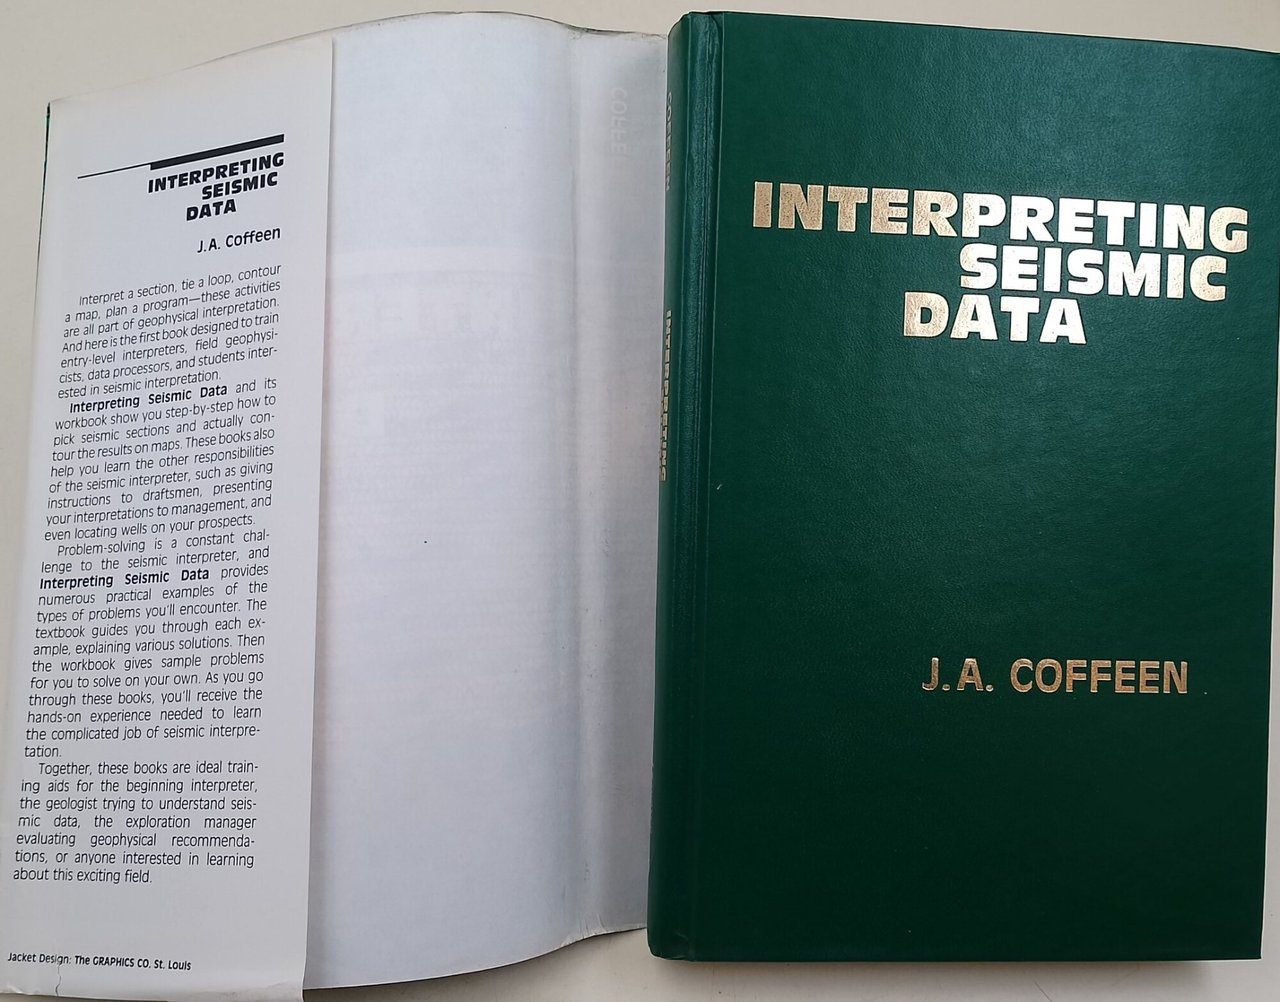 INTERPRETING
SEISMIC
DATA
J.A. Coffeen
Interpret a section, tie a loop, contour
a map, plan a program—these activities
are all part of geophysical interpretation.
And here is the first book designed to train
entry-level interpreters, field geophysi-
cists, data processors, and students inter-
ested in seismic interpretation.
Interpreting Seismic Data and its
workbook show you step-by-step how to
pick seismic sections and actually con-
tour the results on maps. These books also
help you learn the other responsibilities
of the seismic interpreter, such as giving
instructions to draftsmen, presenting
your interpretations to management, and
even locating wells on your prospects.
Problem-solving is a constant chal-
lenge to the seismic interpreter, and
Interpreting Seismic Data provides
numerous practical examples of the
types of problems you'll encounter. The
textbook guides you through each ex-
ample, explaining various solutions. Then
the workbook gives sample problems
for you to solve on your own. As you go
through these books, you'll receive the
hands-on experience needed to learn
the complicated job of seismic interpre-
tation.
Together, these books are ideal train-
ing aids for the beginning interpreter,
the geologist trying to understand seis-
mic data, the exploration manager
evaluating geophysical recommenda-
tions, or anyone interested in learning
about this exciting field.
Jacket Design: The GRAPHICS CO, St. Louis
COFFEEN
INTERPRETING
INTERPRETING
SEISMIC
DATA
J.A. COFFEEN